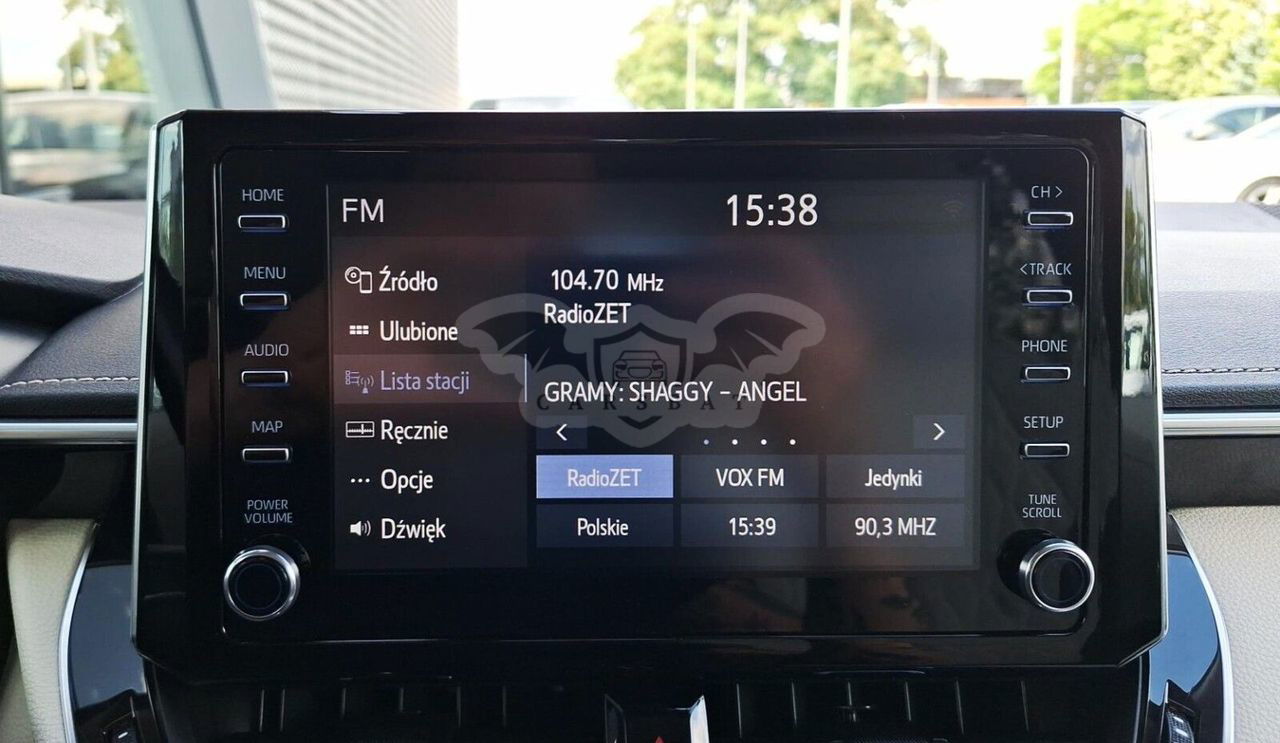 HOME
MENU
AUDIO
MAP
POWER
VOLUME
FM
15:38
Źródło
Ulubione
Lista stacji
Ręcznie
Opcje
Dźwięk
104.70 MHz
RadioZET
GRAMY: SHAGGY – ANGEL
CARSBAT
< >
RadioZET VOX FM Jedynki
Polskie 15:39 90,3 MHZ
CH >
< TRACK
PHONE
SETUP
TUNE
SCROLL